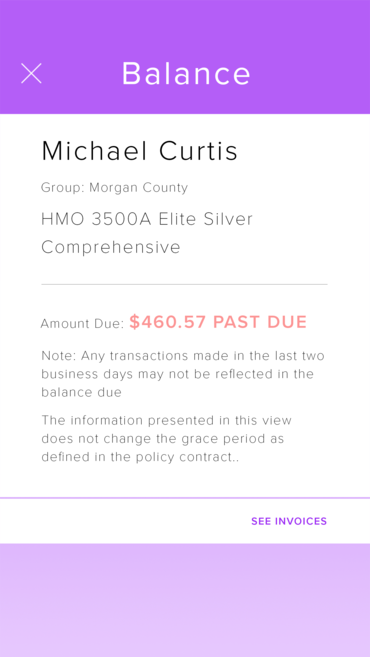 Balance
Michael Curtis
Group: Morgan County
HMO 3500A Elite Silver
Comprehensive
Amount Due: $460.57 PAST DUE
Note: Any transactions made in the last two
business days may not be reflected in the
balance due
The information presented in this view
does not change the grace period as
defined in the policy contract..
SEE INVOICES